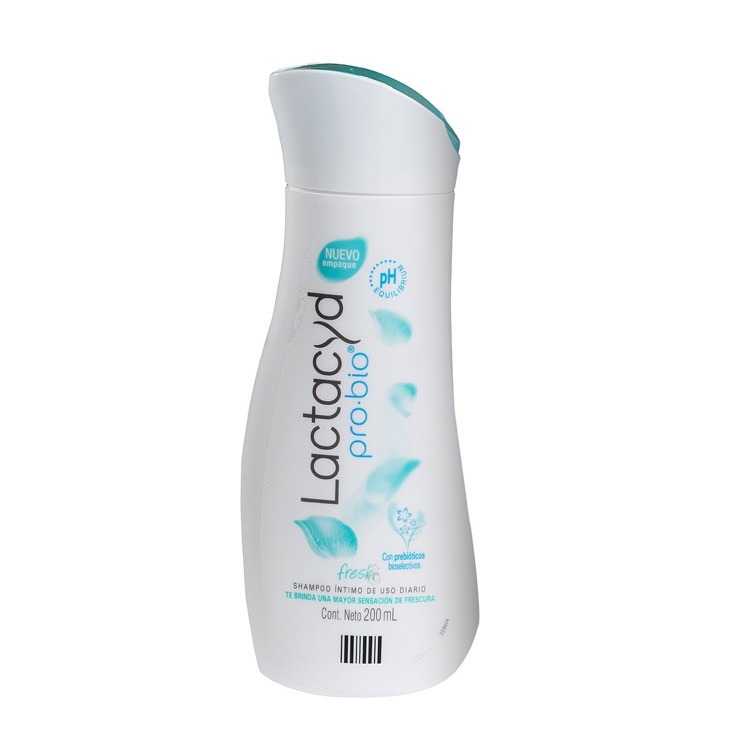 NUEVO
empaque
pH
EQUILIBRIUM
Lactacyd
pro·bio®
Con prebióticos
bioselectivos
fresh
SHAMPOO ÍNTIMO DE USO DIARIO
TE BRINDA UNA MAYOR SENSACIÓN DE FRESCURA
Cont. Neto 200 mL